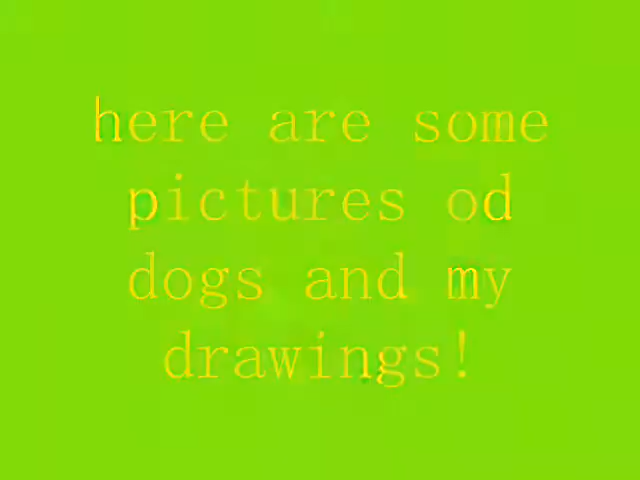 here are some
pictures od
dogs and my
drawings!